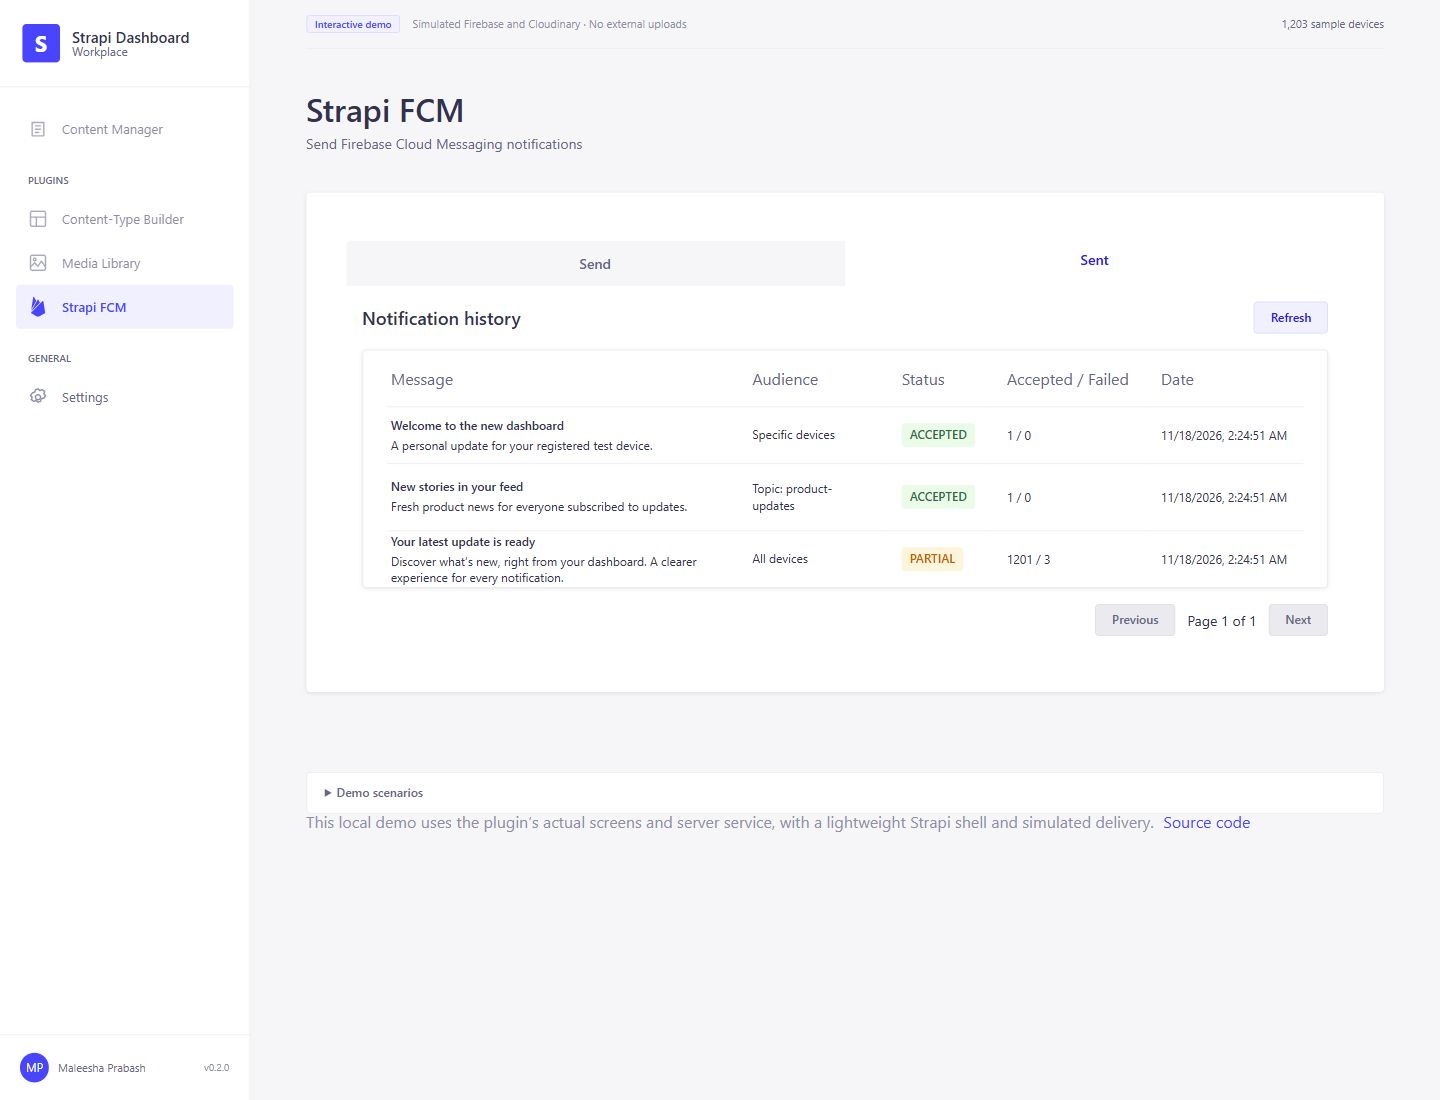 S
Strapi Dashboard
Workplace
Content Manager
PLUGINS
Content-Type Builder
Media Library
Strapi FCM
GENERAL
Settings
MP Maleesha Prabash v0.2.0
Interactive demo Simulated Firebase and Cloudinary · No external uploads 1,203 sample devices
Strapi FCM
Send Firebase Cloud Messaging notifications
Send Sent
Notification history Refresh
Message Audience Status Accepted / Failed Date
Welcome to the new dashboard
A personal update for your registered test device.
Specific devices ACCEPTED 1 / 0 11/18/2026, 2:24:51 AM
New stories in your feed
Fresh product news for everyone subscribed to updates.
Topic: product-
updates
ACCEPTED 1 / 0 11/18/2026, 2:24:51 AM
Your latest update is ready
Discover what's new, right from your dashboard. A clearer
experience for every notification.
All devices PARTIAL 1201 / 3 11/18/2026, 2:24:51 AM
Previous Page 1 of 1 Next
Demo scenarios
This local demo uses the plugin's actual screens and server service, with a lightweight Strapi shell and simulated delivery. Source code